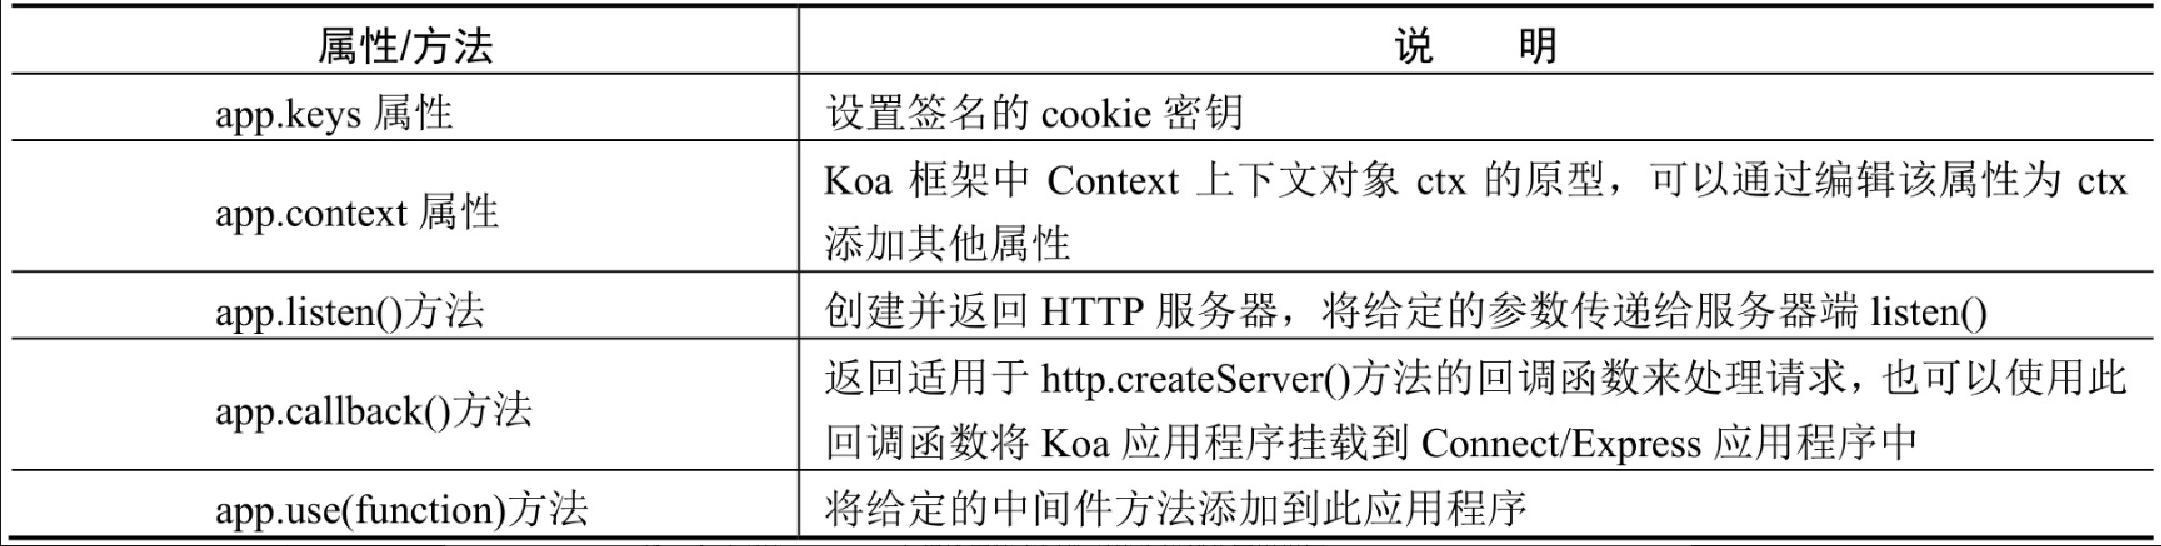 属性/方法 说 明
app.keys 属性 设置签名的 cookie 密钥
app.context 属性 Koa 框架中 Context 上下文对象 ctx 的原型，可以通过编辑该属性为 ctx
添加其他属性
app.listen()方法 创建并返回 HTTP 服务器，将给定的参数传递给服务器端 listen()
app.callback()方法 返回适用于 http.createServer()方法的回调函数来处理请求，也可以使用此
回调函数将 Koa 应用程序挂载到 Connect/Express 应用程序中
app.use(function)方法 将给定的中间件方法添加到此应用程序